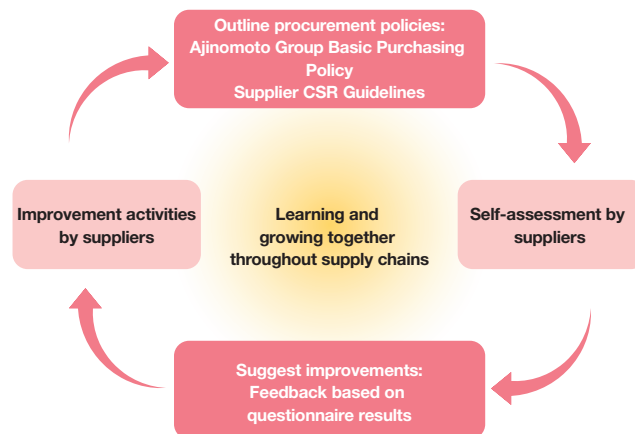 Outline procurement policies:
Ajinomoto Group Basic Purchasing
Policy
Supplier CSR Guidelines
Improvement activities
by suppliers
Learning and
growing together
throughout supply chains
Self-assessment by
suppliers
Suggest improvements:
Feedback based on
questionnaire results